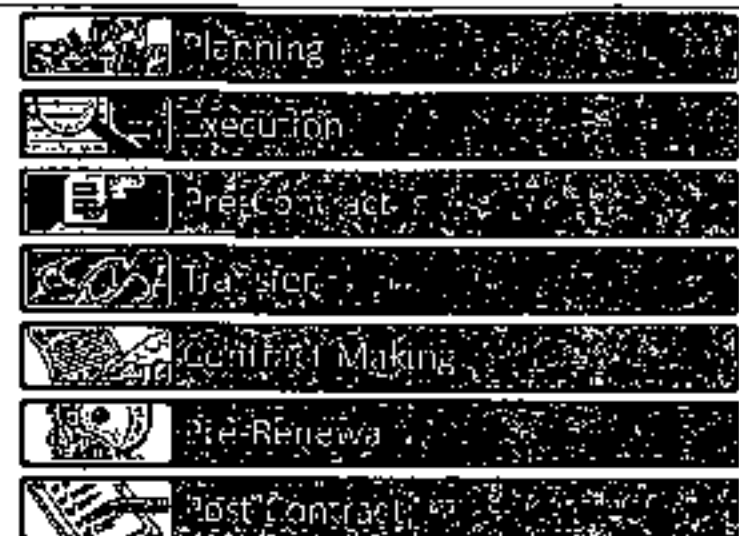 Planning
Execution
Pre-Contract
Transfer
Contract Making
Pre-Renewal
Post Contract